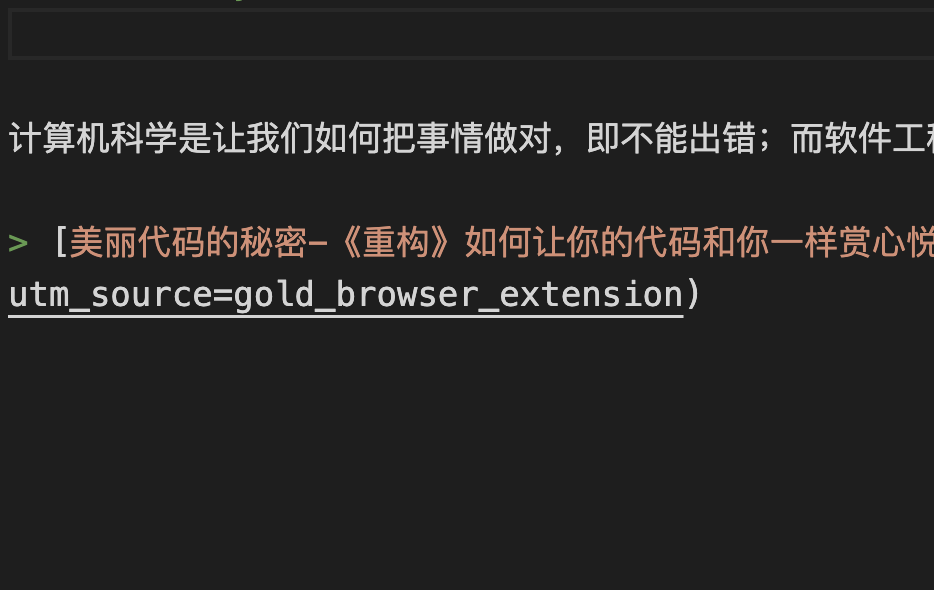 计算机科学是让我们如何把事情做对，即不能出错；而软件工
> [美丽代码的秘密-《重构》如何让你的代码和你一样赏心悦
utm_source=gold_browser_extension)